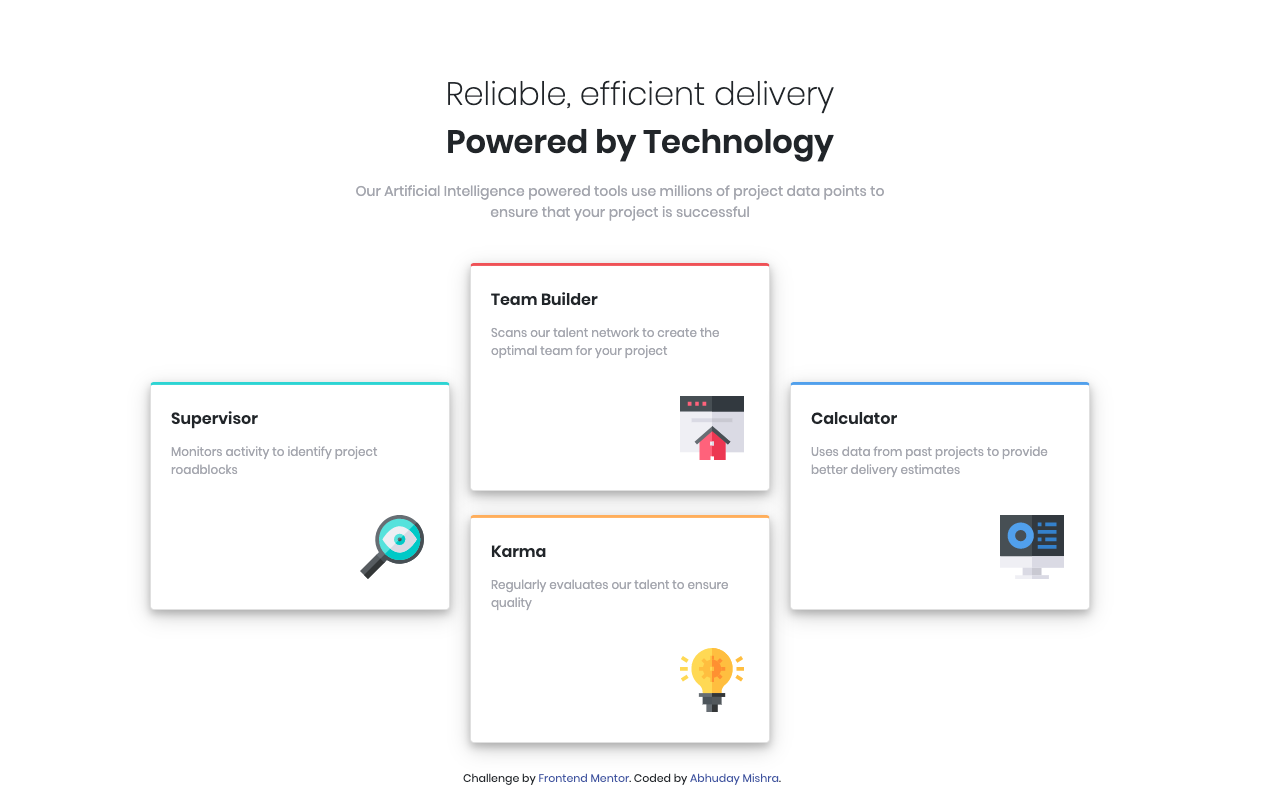 Reliable, efficient delivery
Powered by Technology
Our Artificial Intelligence powered tools use millions of project data points to
ensure that your project is successful
Supervisor
Monitors activity to identify project
roadblocks
Team Builder
Scans our talent network to create the
optimal team for your project
Karma
Regularly evaluates our talent to ensure
quality
Calculator
Uses data from past projects to provide
better delivery estimates
Challenge by Frontend Mentor. Coded by Abhuday Mishra.